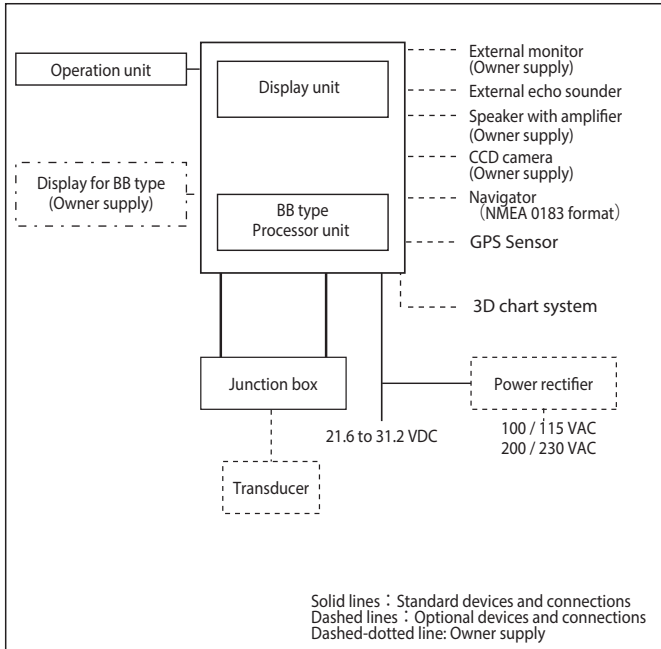 Operation unit
Display unit
Display for BB type
(Owner supply)
BB type
Processor unit
External monitor
(Owner supply)
External echo sounder
Speaker with amplifier
(Owner supply)
CCD camera
(Owner supply)
Navigator
（NMEA 0183 format）
GPS Sensor
3D chart system
Junction box
Power rectifier
21.6 to 31.2 VDC
100 / 115 VAC
200 / 230 VAC
Transducer
Solid lines：Standard devices and connections
Dashed lines：Optional devices and connections
Dashed-dotted line: Owner supply